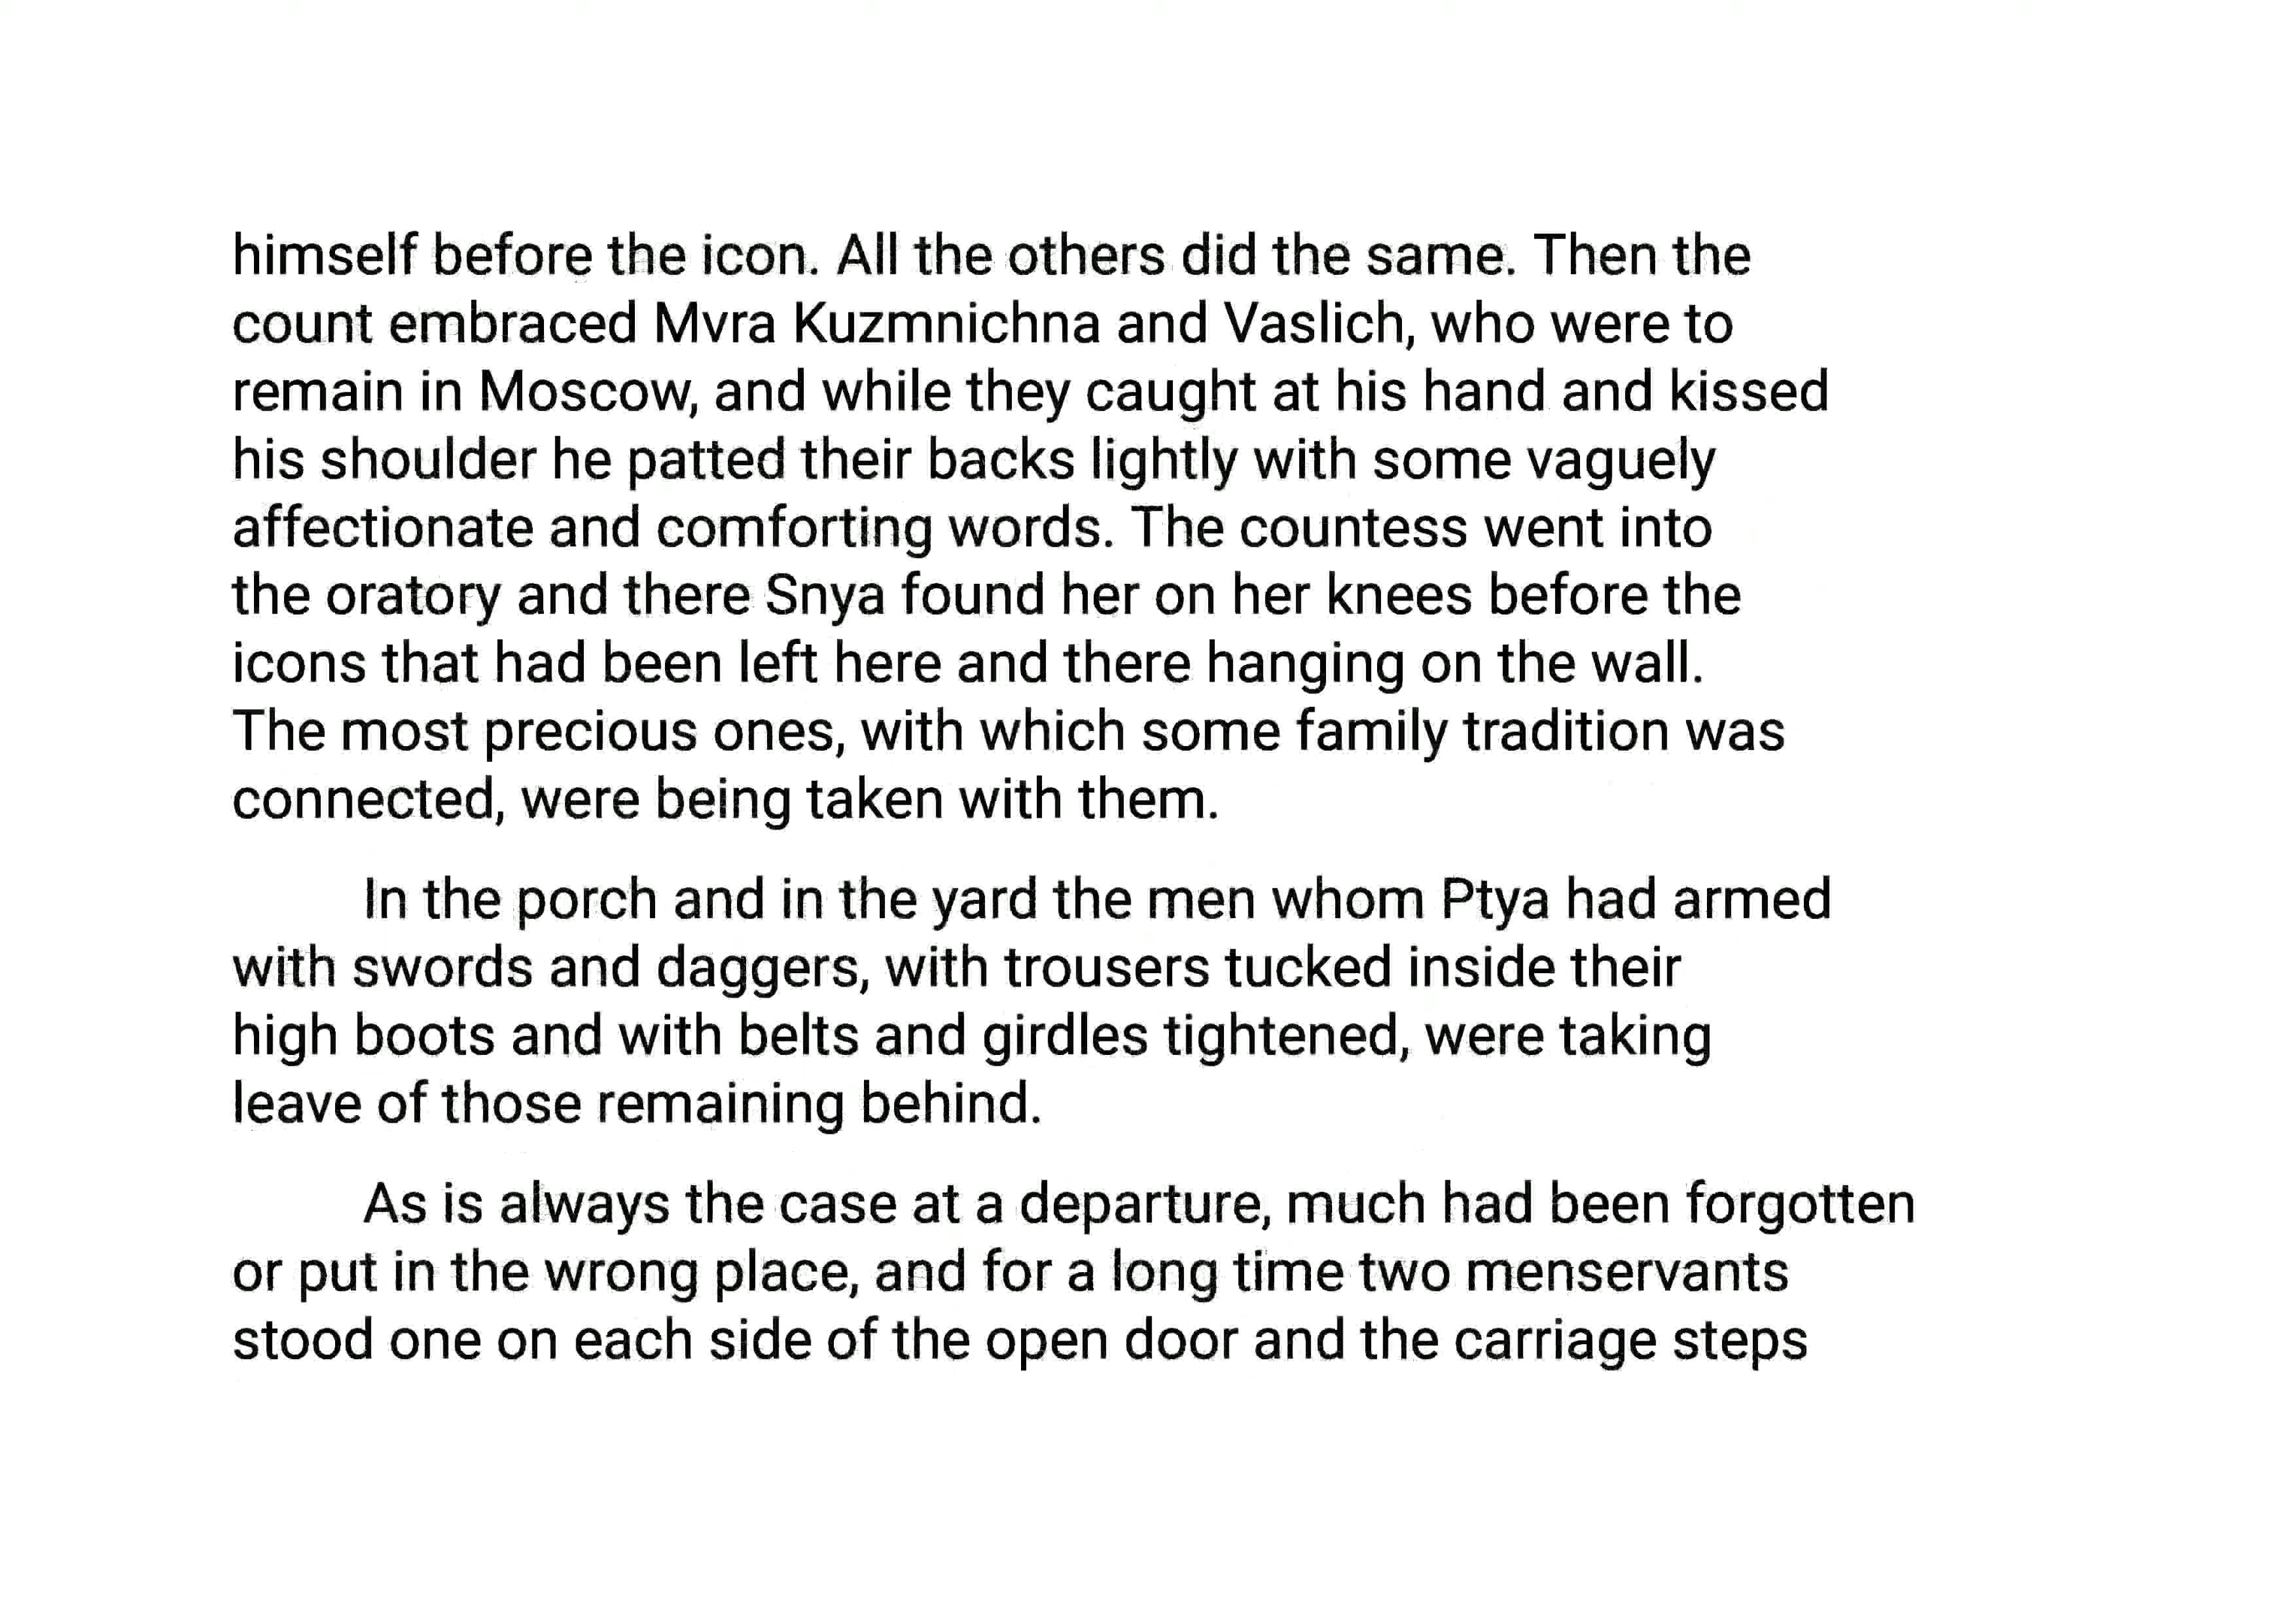 himself before the icon. All the others did the same. Then the
count embraced Mvra Kuzmnichna and Vaslich, who were to
remain in Moscow, and while they caught at his hand and kissed
his shoulder he patted their backs lightly with some vaguely
affectionate and comforting words. The countess went into
the oratory and there Snya found her on her knees before the
icons that had been left here and there hanging on the wall.
The most precious ones, with which some family tradition was
connected, were being taken with them.
In the porch and in the yard the men whom Ptya had armed
with swords and daggers, with trousers tucked inside their
high boots and with belts and girdles tightened, were taking
leave of those remaining behind.
As is always the case at a departure, much had been forgotten
or put in the wrong place, and for a long time two menservants
stood one on each side of the open door and the carriage steps